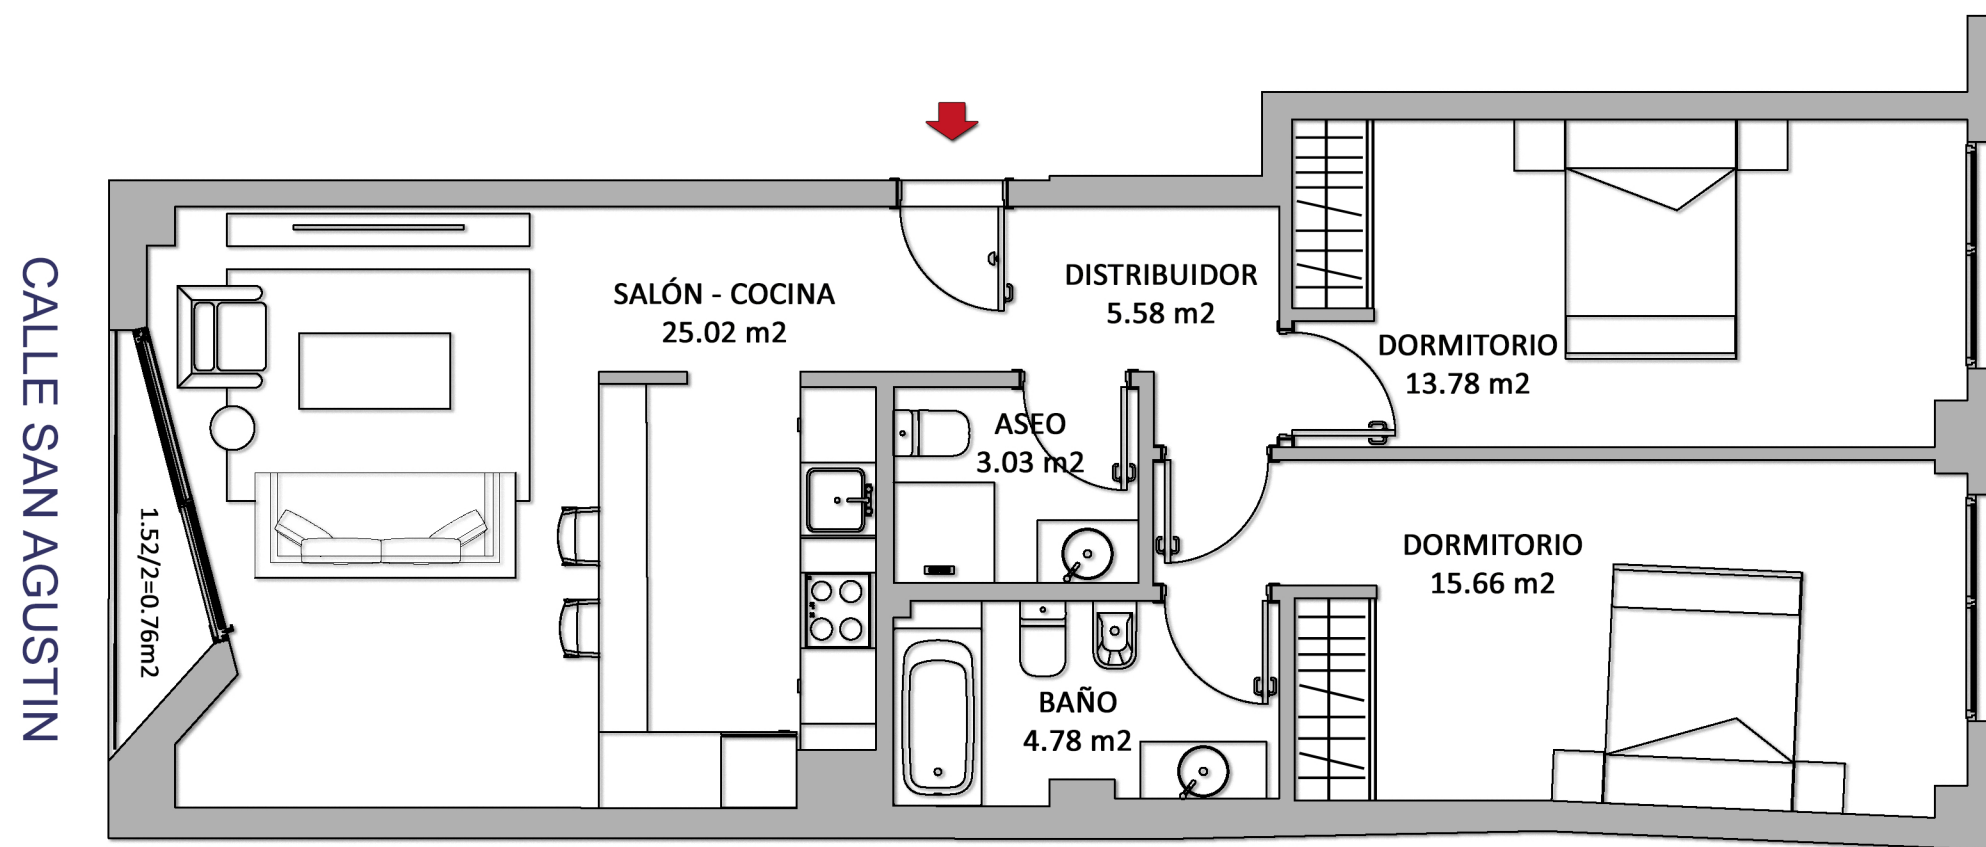 CALLE SAN AGUSTIN
1.52/2=0.76m2
SALÓN - COCINA
25.02 m2
DISTRIBUIDOR
5.58 m2
DORMITORIO
13.78 m2
ASEO
3.03 m2
DORMITORIO
15.66 m2
BAÑO
4.78 m2